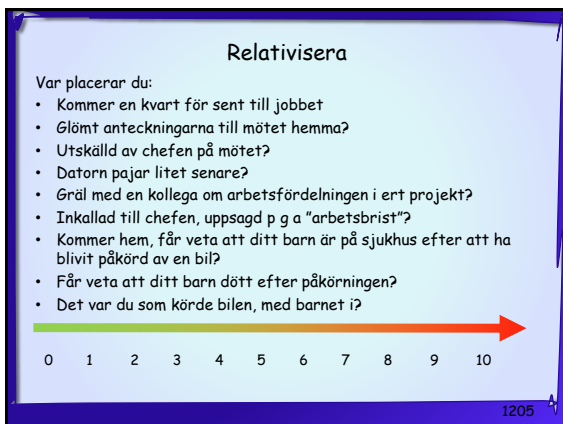 Relativisera
Var placerar du:
• Kommer en kvart för sent till jobbet
• Glömt anteckningarna till mötet hemma?
• Utskälld av chefen på mötet?
• Datorn pajar litet senare?
• Gräl med en kollega om arbetsfördelningen i ert projekt?
• Inkallad till chefen, uppsagd p g a ”arbetsbrist”?
• Kommer hem, får veta att ditt barn är på sjukhus efter att ha
blivit påkörd av en bil?
• Får veta att ditt barn dött efter påkörningen?
• Det var du som körde bilen, med barnet i?
0 1 2 3 4 5 6 7 8 9 10
1205